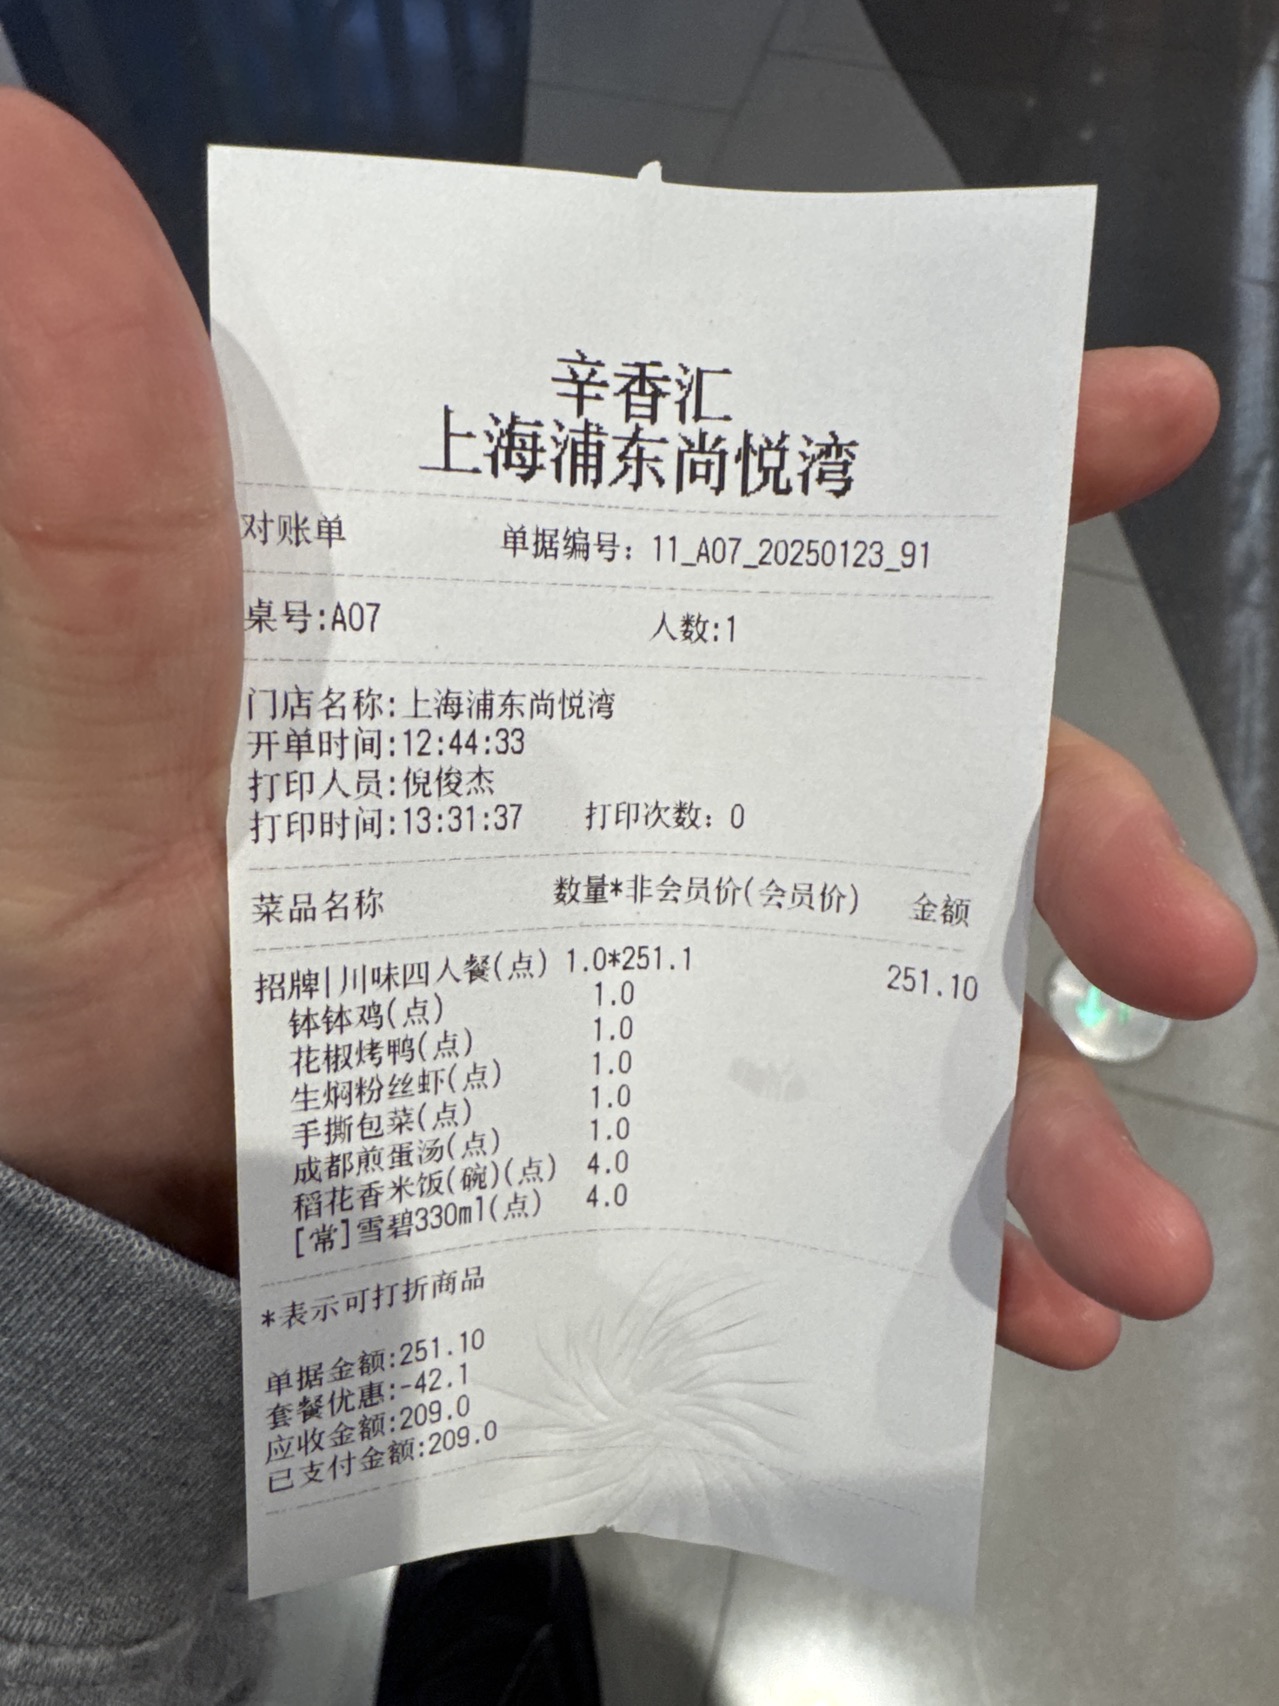 辛香汇
上海浦东尚悦湾
对账单 单据编号：11_A07_20250123_91
桌号:A07 人数:1
门店名称:上海浦东尚悦湾
开单时间:12:44:33
打印人员:倪俊杰
打印时间:13:31:37 打印次数：0
菜品名称 数量*非会员价(会员价) 金额
招牌|川味四人餐(点) 1.0*251.1 251.10
钵钵鸡(点) 1.0
花椒烤鸭(点) 1.0
生焖粉丝虾(点) 1.0
手撕包菜(点) 1.0
成都煎蛋汤(点) 1.0
稻花香米饭(碗)(点) 4.0
[常]雪碧330ml(点) 4.0
*表示可打折商品
单据金额:251.10
套餐优惠:-42.1
应收金额:209.0
已支付金额:209.0